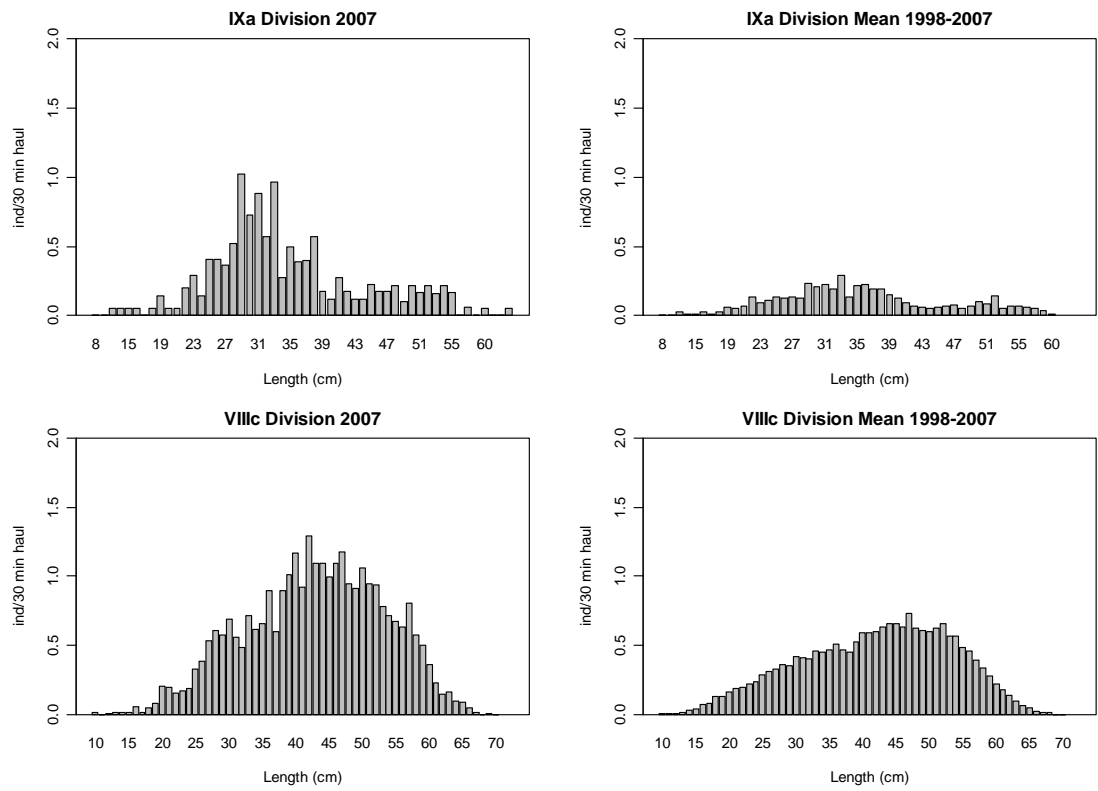 IXa Division 2007
2.0
1.5
1.0
0.5
0.0
ind/30 min haul
8 15 19 23 27 31 35 39 43 47 51 55 60
Length (cm)
IXa Division Mean 1998-2007
2.0
1.5
1.0
0.5
0.0
ind/30 min haul
8 15 19 23 27 31 35 39 43 47 51 55 60
Length (cm)
VIIIc Division 2007
2.0
1.5
1.0
0.5
0.0
ind/30 min haul
10 15 20 25 30 35 40 45 50 55 60 65 70
Length (cm)
VIIIc Division Mean 1998-2007
2.0
1.5
1.0
0.5
0.0
ind/30 min haul
10 15 20 25 30 35 40 45 50 55 60 65 70
Length (cm)